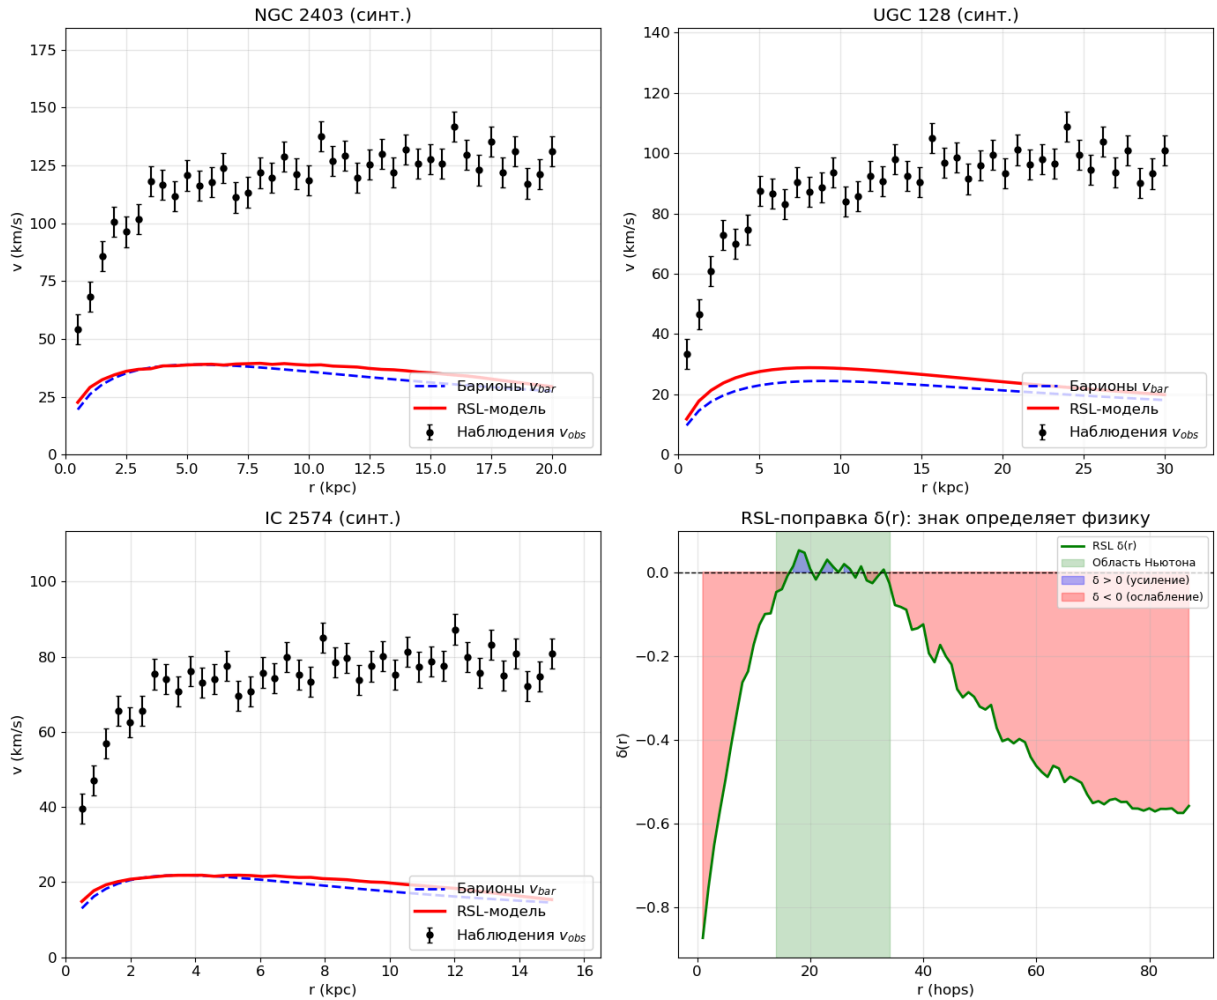 NGC 2403 (синт.)
v (km/s)
175
150
125
100
75
50
25
0
0.0 2.5 5.0 7.5 10.0 12.5 15.0 17.5 20.0
r (kpc)
Барионы v_bar
RSL-модель
Наблюдения v_obs
UGC 128 (синт.)
v (km/s)
140
120
100
80
60
40
20
0
0 5 10 15 20 25 30
r (kpc)
Барионы v_bar
RSL-модель
Наблюдения v_obs
IC 2574 (синт.)
v (km/s)
100
80
60
40
20
0
0 2 4 6 8 10 12 14 16
r (kpc)
Барионы v_bar
RSL-модель
Наблюдения v_obs
RSL-поправка δ(r): знак определяет физику
δ(r)
0.0
−0.2
−0.4
−0.6
−0.8
0 20 40 60 80
r (hops)
RSL δ(r)
Область Ньютона
δ > 0 (усиление)
δ < 0 (ослабление)